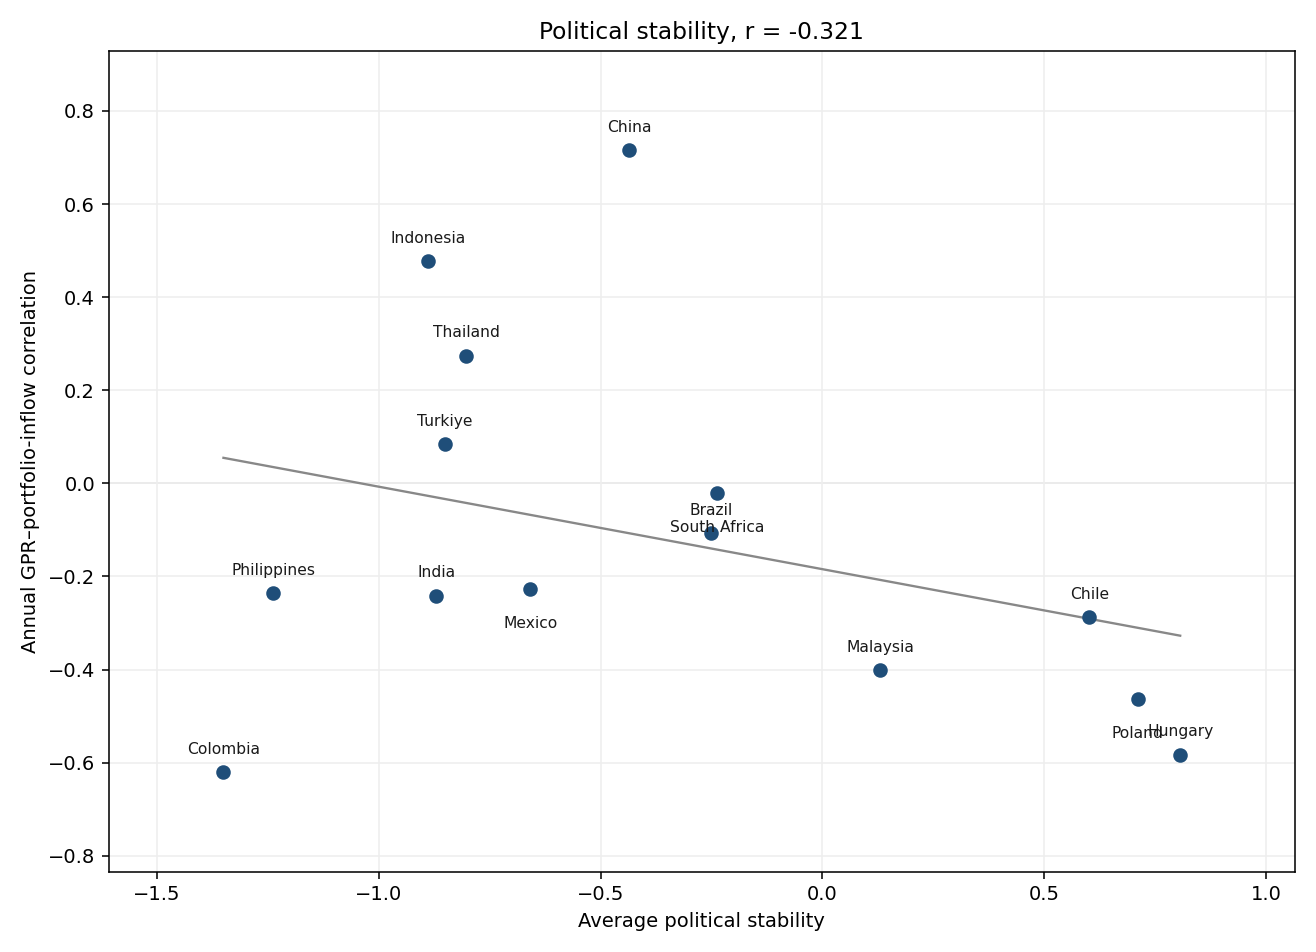 Political stability, r = -0.321
Annual GPR–portfolio-inflow correlation
0.8
0.6
0.4
0.2
0.0
−0.2
−0.4
−0.6
−0.8
China
Indonesia
Thailand
Turkiye
Brazil
South Africa
Philippines
India
Mexico
Chile
Malaysia
Poland
Hungary
Colombia
−1.5
−1.0
−0.5
0.0
0.5
1.0
Average political stability